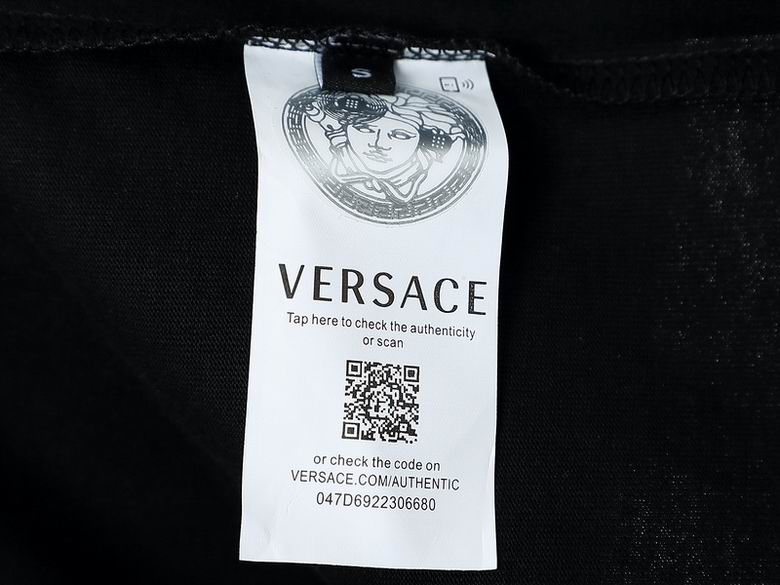 S
VERSACE
Tap here to check the authenticity
or scan
or check the code on
VERSACE.COM/AUTHENTIC
047D6922306680